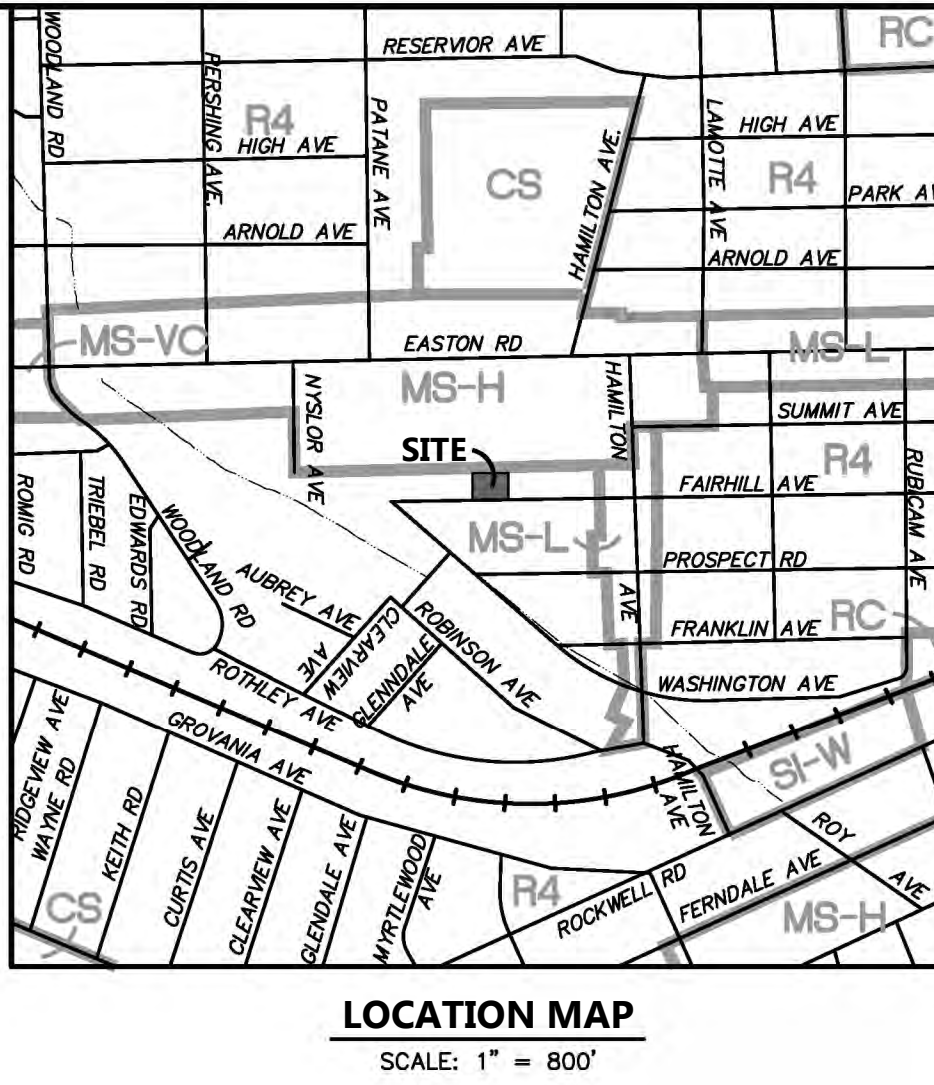 WOODLAND RD
PERSHING AVE.
RESERVIOR AVE
RC
R4
HIGH AVE
PATANE AVE
CS
HAMILTON AVE.
LAMOTTE AVE
HIGH AVE
R4
PARK AV
ARNOLD AVE
ARNOLD AVE
MS-VC
EASTON RD
MS-L
MS-H
NYSLOR AVE
HAMILTON
SUMMIT AVE
SITE
R4
RUBICAM AVE
FAIRHILL AVE
ROMIG RD
TRIEBEL RD
EDWARDS RD
WOODLAND RD
MS-L
PROSPECT RD
AUBREY AVE
AVE
CLEARVIEW
AVE
GLENNDALE
AVE
ROBINSON AVE
FRANKLIN AVE
RC
ROTHLEY AVE
WASHINGTON AVE
GROVANIA AVE
RIDGEVIEW AVE
WAYNE RD
KEITH RD
CURTIS AVE
CLEARVIEW AVE
GLENDALE AVE
MYRTLEWOOD
AVE
HAMILTON
AVE
SI-W
ROY
AVE
R4
ROCKWELL RD
FERNDALE AVE
MS-H
CS
LOCATION MAP
SCALE: 1" = 800'